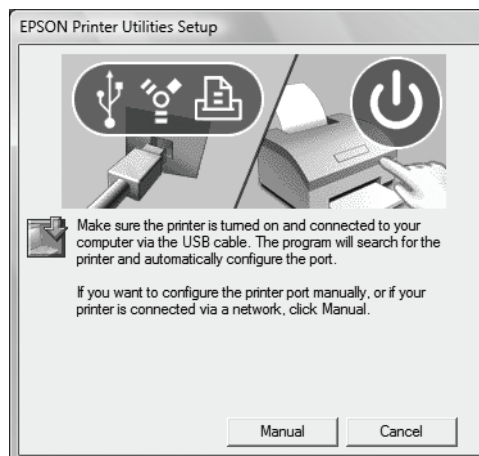 EPSON Printer Utilities Setup
Make sure the printer is turned on and connected to your
computer via the USB cable. The program will search for the
printer and automatically configure the port.
If you want to configure the printer port manually, or if your
printer is connected via a network, click Manual.
Manual
Cancel